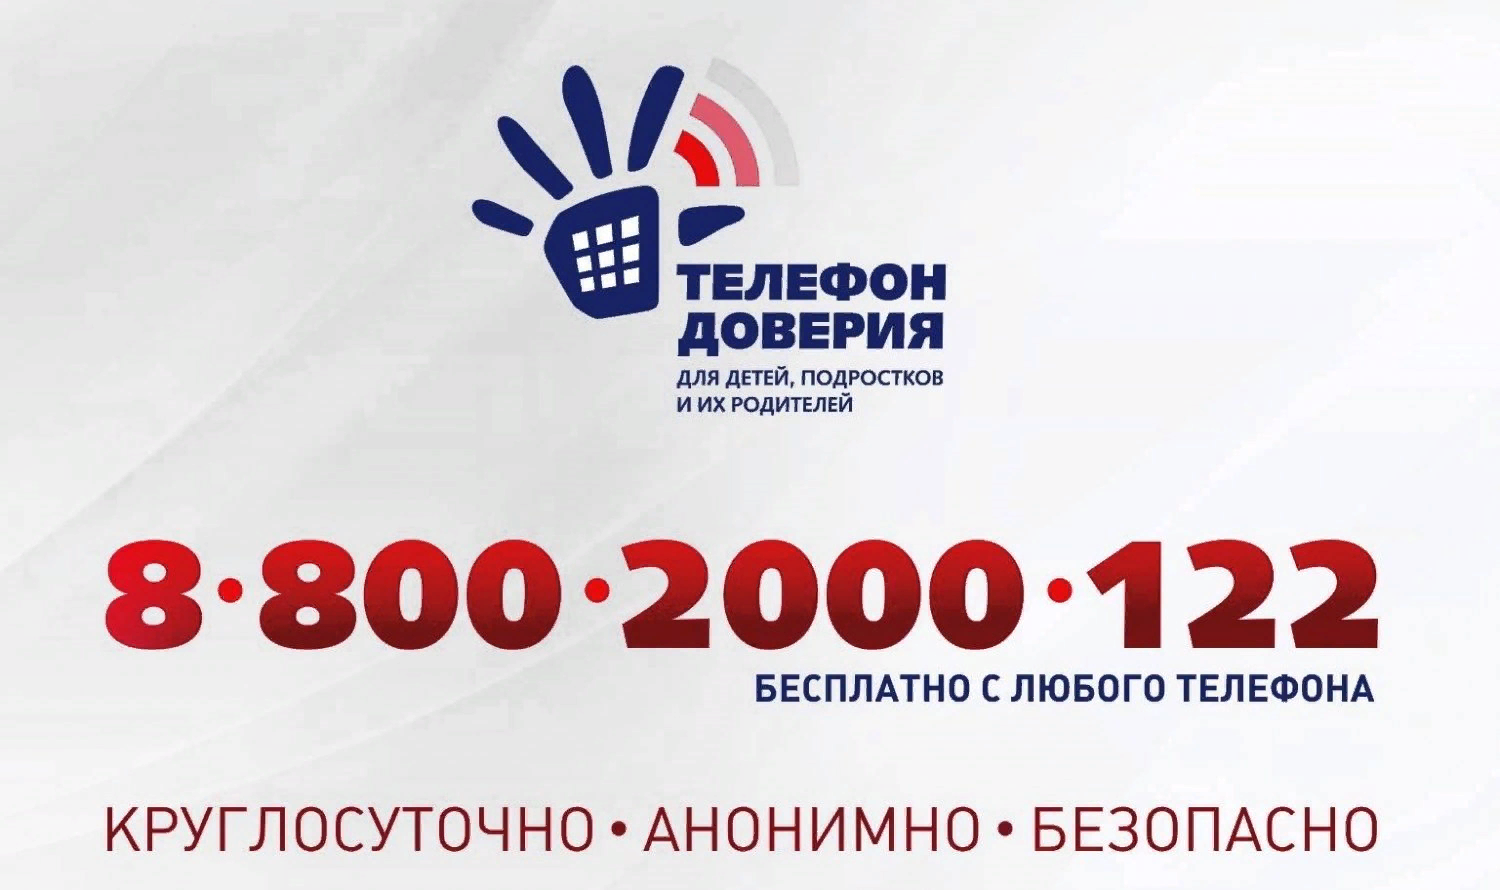 ТЕЛЕФОН
ДОВЕРИЯ
ДЛЯ ДЕТЕЙ, ПОДРОСТКОВ
И ИХ РОДИТЕЛЕЙ
8·800·2000·122
БЕСПЛАТНО С ЛЮБОГО ТЕЛЕФОНА
КРУГЛОСУТОЧНО • АНОНИМНО • БЕЗОПАСНО